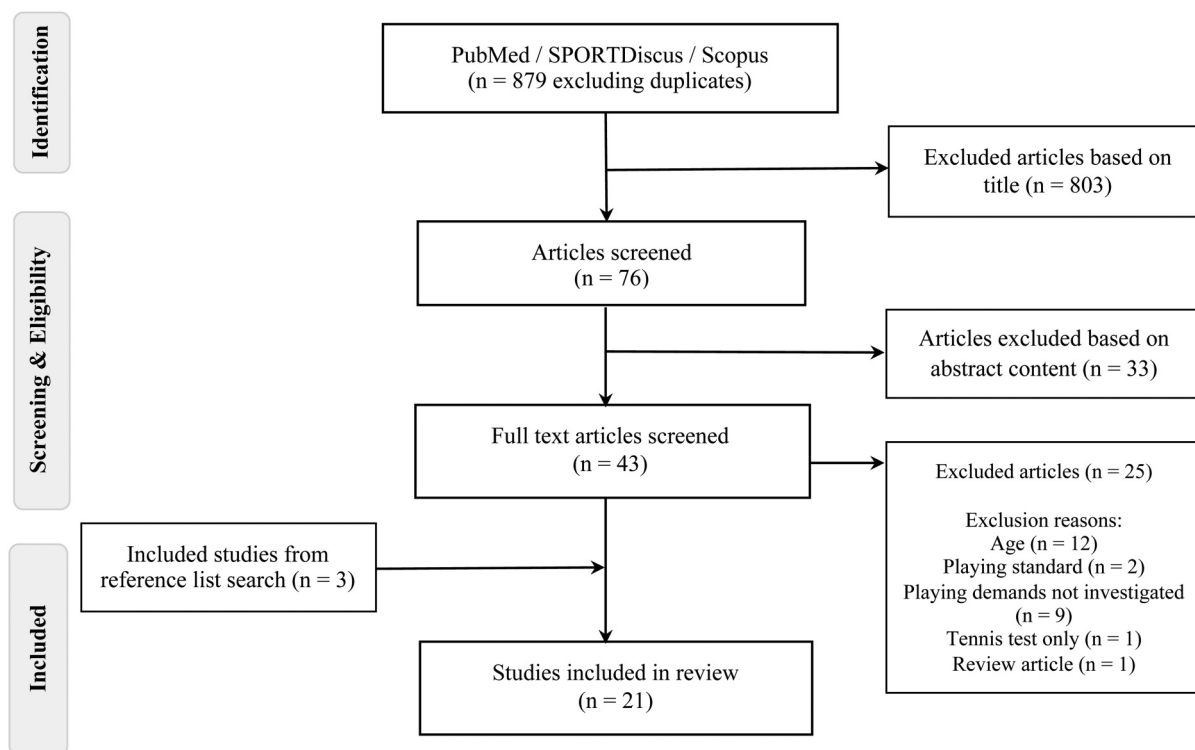 Identification
PubMed / SPORTDiscus / Scopus
(n = 879 excluding duplicates)
Excluded articles based on
title (n = 803)
Screening & Eligibility
Articles screened
(n = 76)
Articles excluded based on
abstract content (n = 33)
Full text articles screened
(n = 43)
Excluded articles (n = 25)
Exclusion reasons:
Age (n = 12)
Playing standard (n = 2)
Playing demands not investigated
(n = 9)
Tennis test only (n = 1)
Review article (n = 1)
Included
Included studies from
reference list search (n = 3)
Studies included in review
(n = 21)